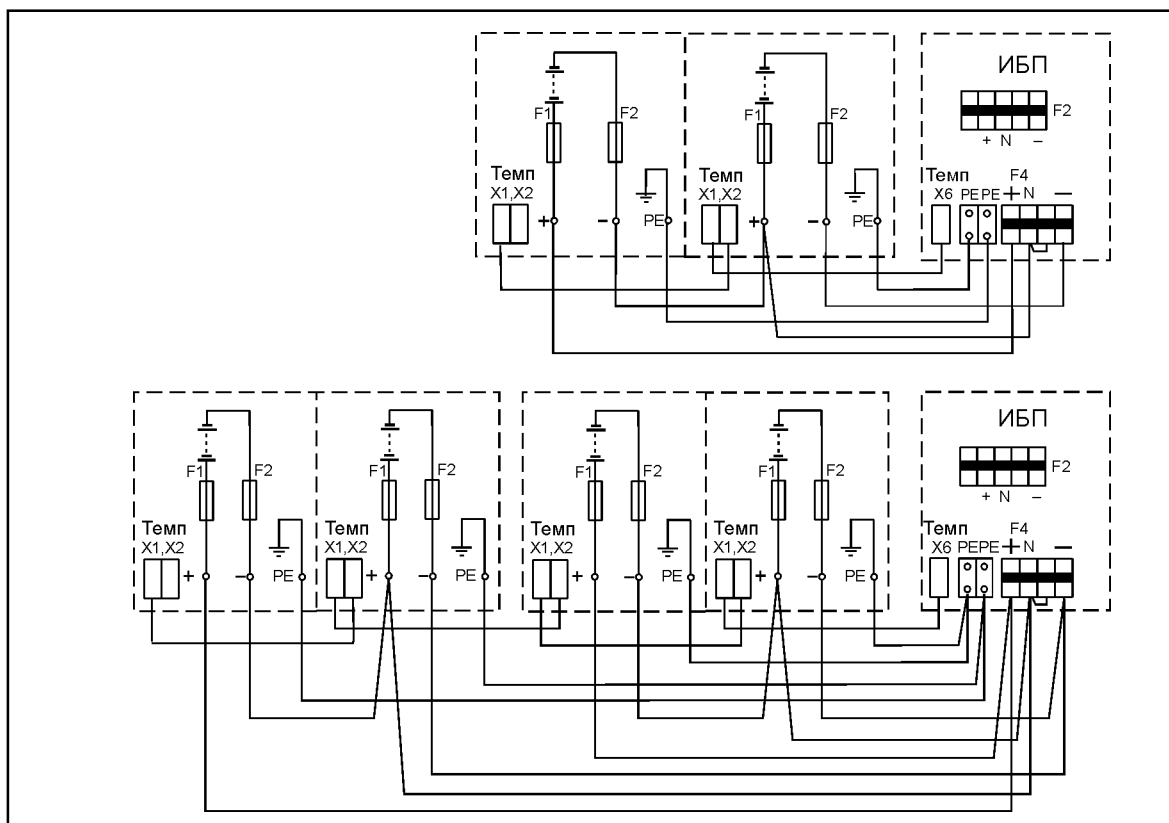 ИБП
F1 F2 F1 F2 F2
+ N –
Темп Темп Темп F4
X1,X2 X1,X2 X6 PE PE + N –
+ – PE + – PE
ИБП
F1 F2 F1 F2 F1 F2 F1 F2 F2
+ N –
Темп Темп Темп Темп Темп F4
X1,X2 X1,X2 X1,X2 X1,X2 X6 PE PE + N –
+ – PE + – PE + – PE + – PE